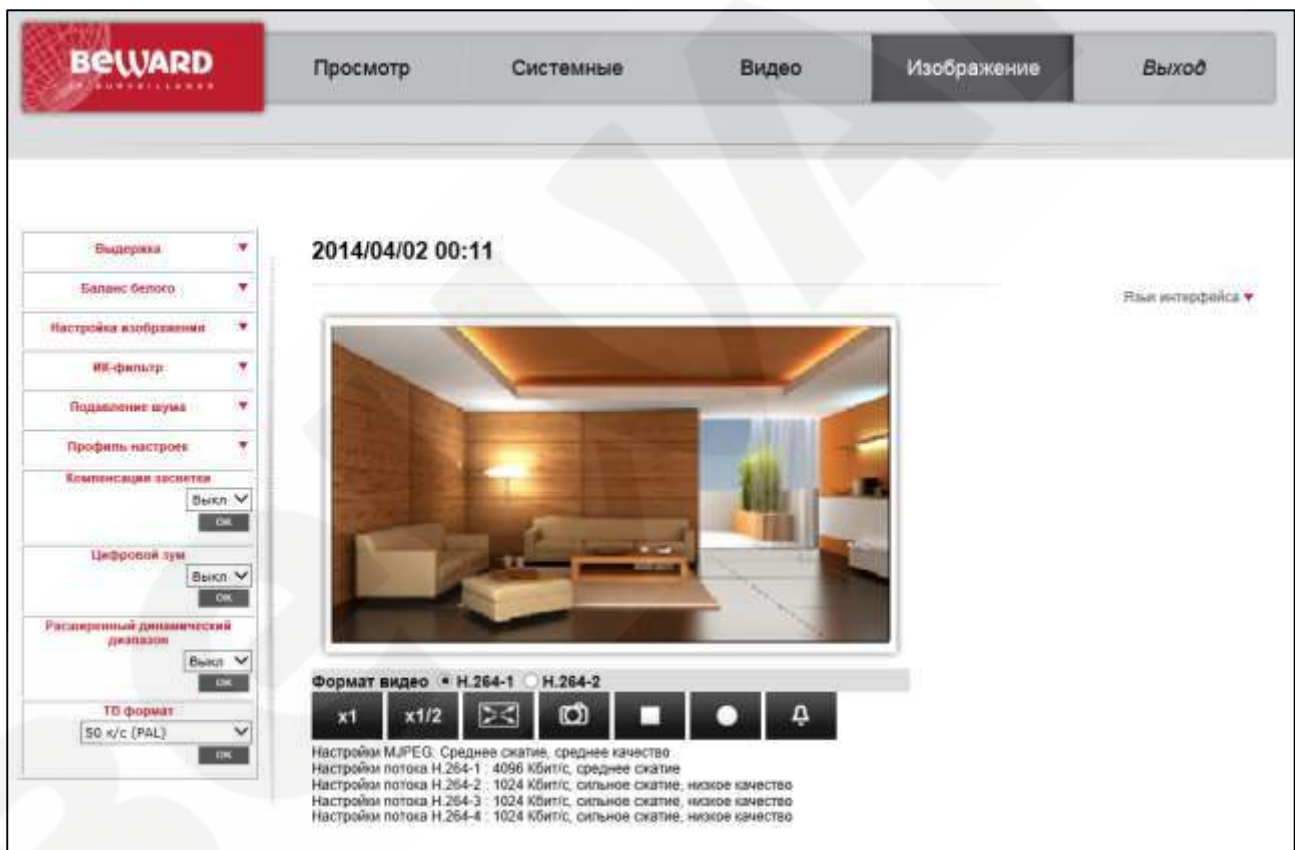 BEWARD
IP SURVEILLANCE
Просмотр
Системные
Видео
Изображение
Выход
2014/04/02 00:11
Язык интерфейса
Выдержка
Баланс белого
Настройка изображения
ИК-фильтр
Подавление шума
Профиль настроек
Компенсация засветки
Выкл
OK
Цифровой зум
Выкл
OK
Расширенный динамический
диапазон
Выкл
OK
ТВ формат
50 к/с (PAL)
OK
Формат видео H.264-1 H.264-2
x1 x1/2
Настройки MJPEG: Среднее сжатие, среднее качество
Настройки потока H.264-1 : 4096 Кбит/с, среднее сжатие
Настройки потока H.264-2 : 1024 Кбит/с, сильное сжатие, низкое качество
Настройки потока H.264-3 : 1024 Кбит/с, сильное сжатие, низкое качество
Настройки потока H.264-4 : 1024 Кбит/с, сильное сжатие, низкое качество